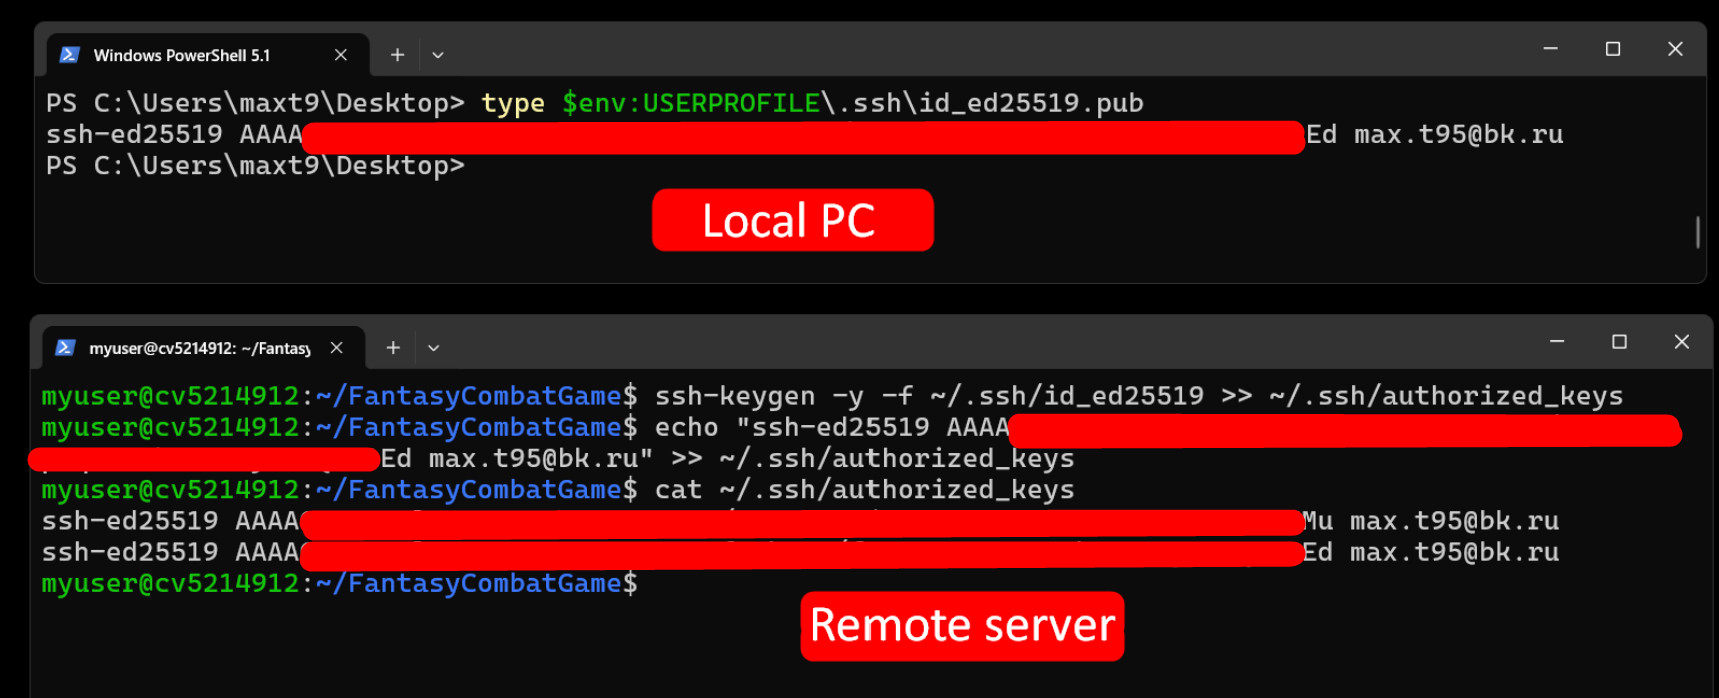 Windows PowerShell 5.1
PS C:\Users\maxt9\Desktop> type $env:USERPROFILE\.ssh\id_ed25519.pub
ssh-ed25519 AAAA Ed max.t95@bk.ru
PS C:\Users\maxt9\Desktop>
Local PC
myuser@cv5214912: ~/Fantasy
myuser@cv5214912:~/FantasyCombatGame$ ssh-keygen -y -f ~/.ssh/id_ed25519 >> ~/.ssh/authorized_keys
myuser@cv5214912:~/FantasyCombatGame$ echo "ssh-ed25519 AAAA
Ed max.t95@bk.ru" >> ~/.ssh/authorized_keys
myuser@cv5214912:~/FantasyCombatGame$ cat ~/.ssh/authorized_keys
ssh-ed25519 AAAA Mu max.t95@bk.ru
ssh-ed25519 AAAA Ed max.t95@bk.ru
myuser@cv5214912:~/FantasyCombatGame$
Remote server